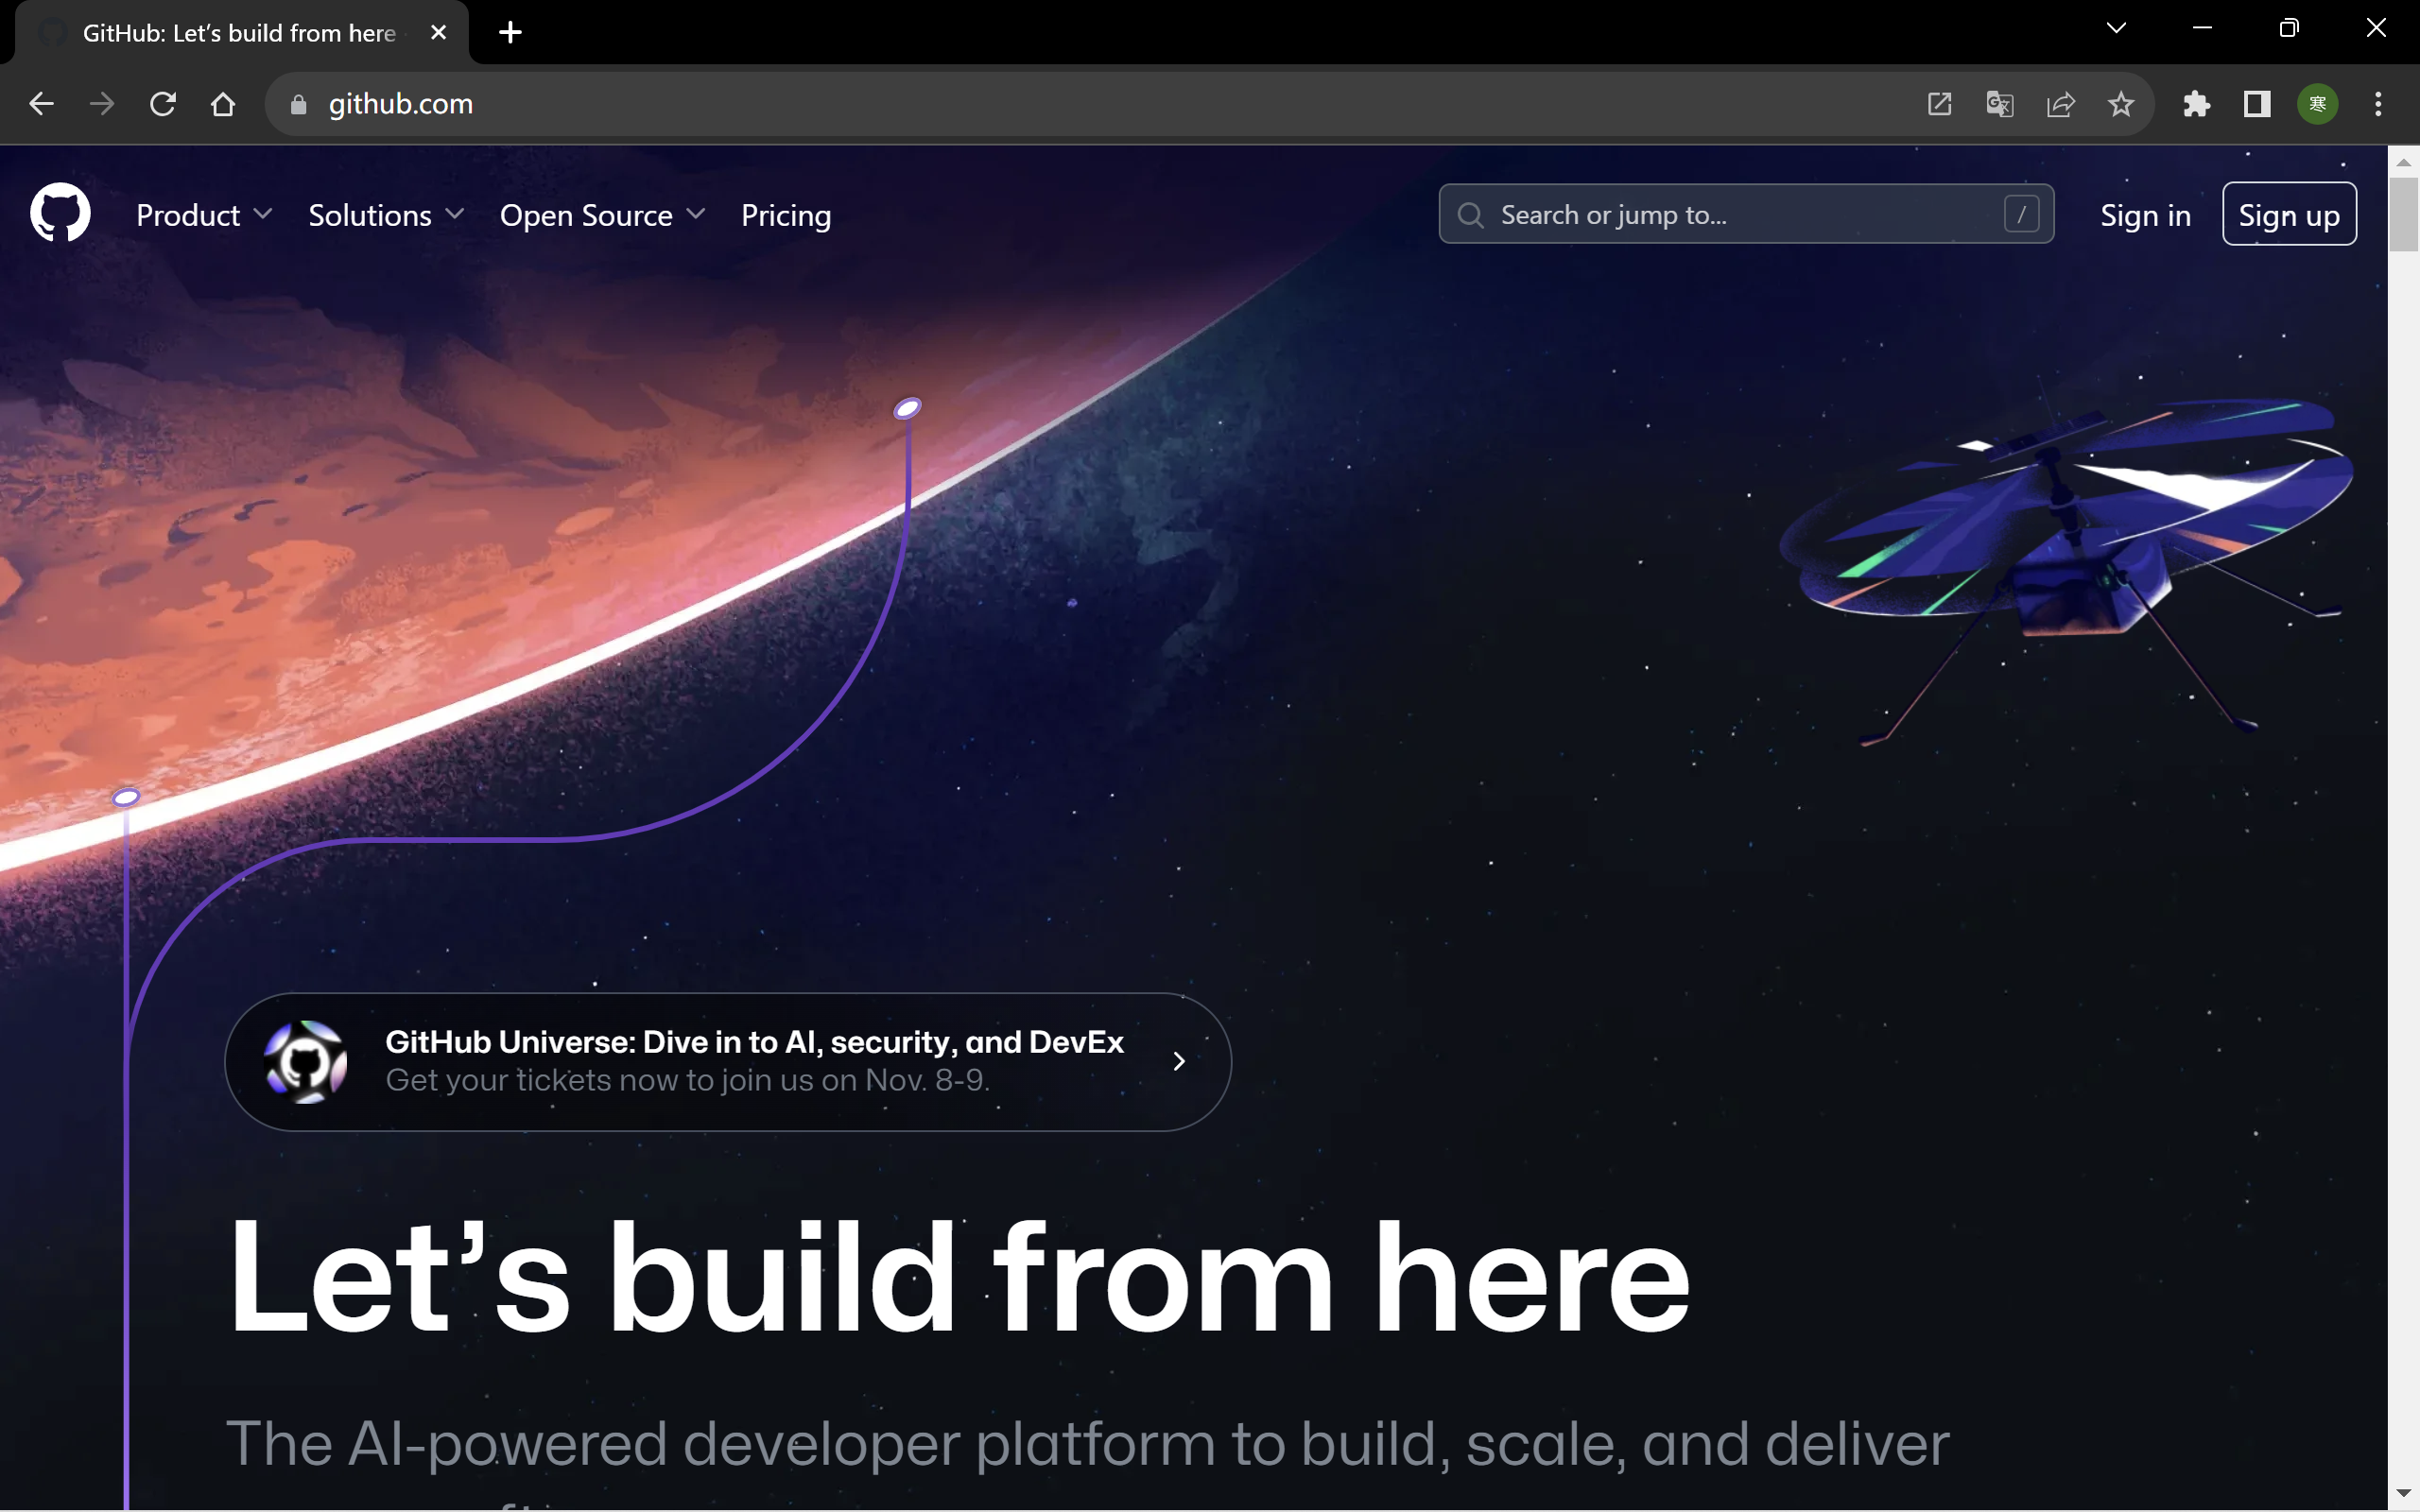 GitHub: Let's build from here
github.com
寒
Product
Solutions
Open Source
Pricing
Search or jump to...
/
Sign in
Sign up
GitHub Universe: Dive in to AI, security, and DevEx
Get your tickets now to join us on Nov. 8-9.
Let's build from here
The AI-powered developer platform to build, scale, and deliver